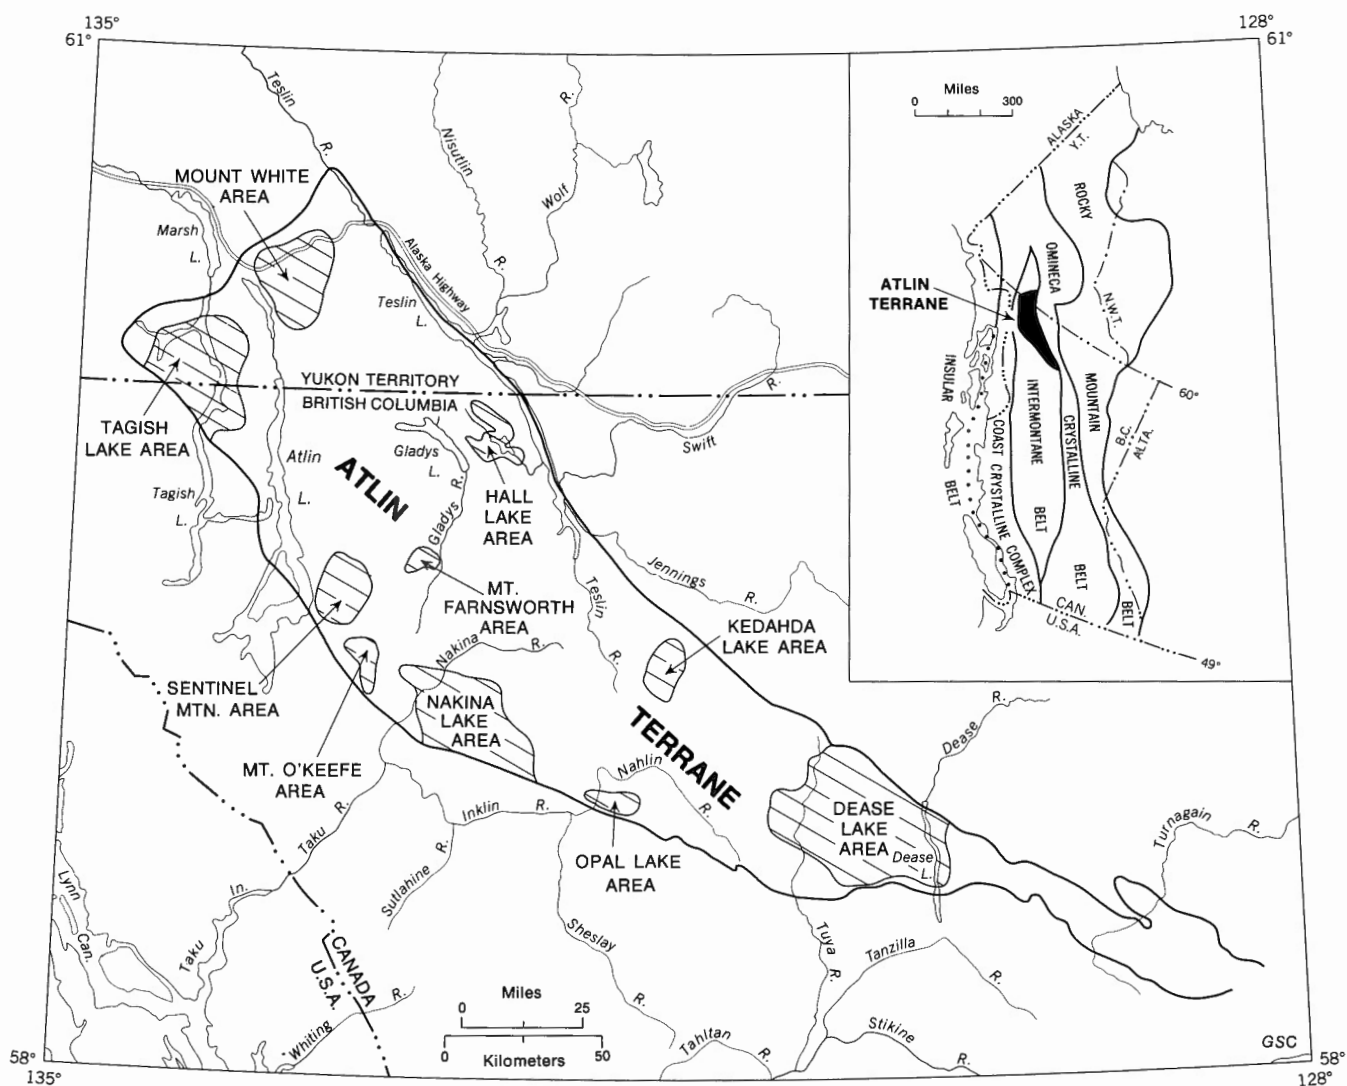 135°
128°
61°
61°
Teslin
R.
Nisutlin
R.
R.
Wolf
MOUNT WHITE
AREA
Marsh
L.
Alaska Highway
Teslin
L.
YUKON TERRITORY
BRITISH COLUMBIA
R.
Swift
TAGISH
LAKE AREA
Tagish
L.
Atlin
L.
ATLIN
Gladys
L.
Gladys
R.
HALL
LAKE
AREA
MT.
FARNSWORTH
AREA
Teslin
R.
Jennings
R.
KEDAHDA
LAKE AREA
Nakina
R.
SENTINEL
MTN. AREA
NAKINA
LAKE
AREA
MT. O'KEEFE
AREA
TERRANE
Nahlin
R.
Inklin
R.
OPAL LAKE
AREA
DEASE
LAKE
AREA
Dease
L.
Dease
R.
Turnagain
R.
Taku
R.
Sutlahine
R.
In.
Taku
Lynn
Can.
CANADA
U.S.A.
Whiting
R.
Sheslay
R.
Tuya
R.
Tanzilla
R.
Tahltan
R.
Stikine
R.
Miles
0
25
0
50
Kilometers
GSC
58°
58°
135°
128°
Miles
0
300
ALASKA
Y.T.
ROCKY
OMINECA
N.W.T.
ATLIN
TERRANE
INSULAR
BELT
COAST CRYSTALLINE COMPLEX
INTERMONTANE
BELT
CRYSTALLINE
BELT
MOUNTAIN
BELT
B.C.
ALTA.
60°
CAN.
U.S.A.
49°